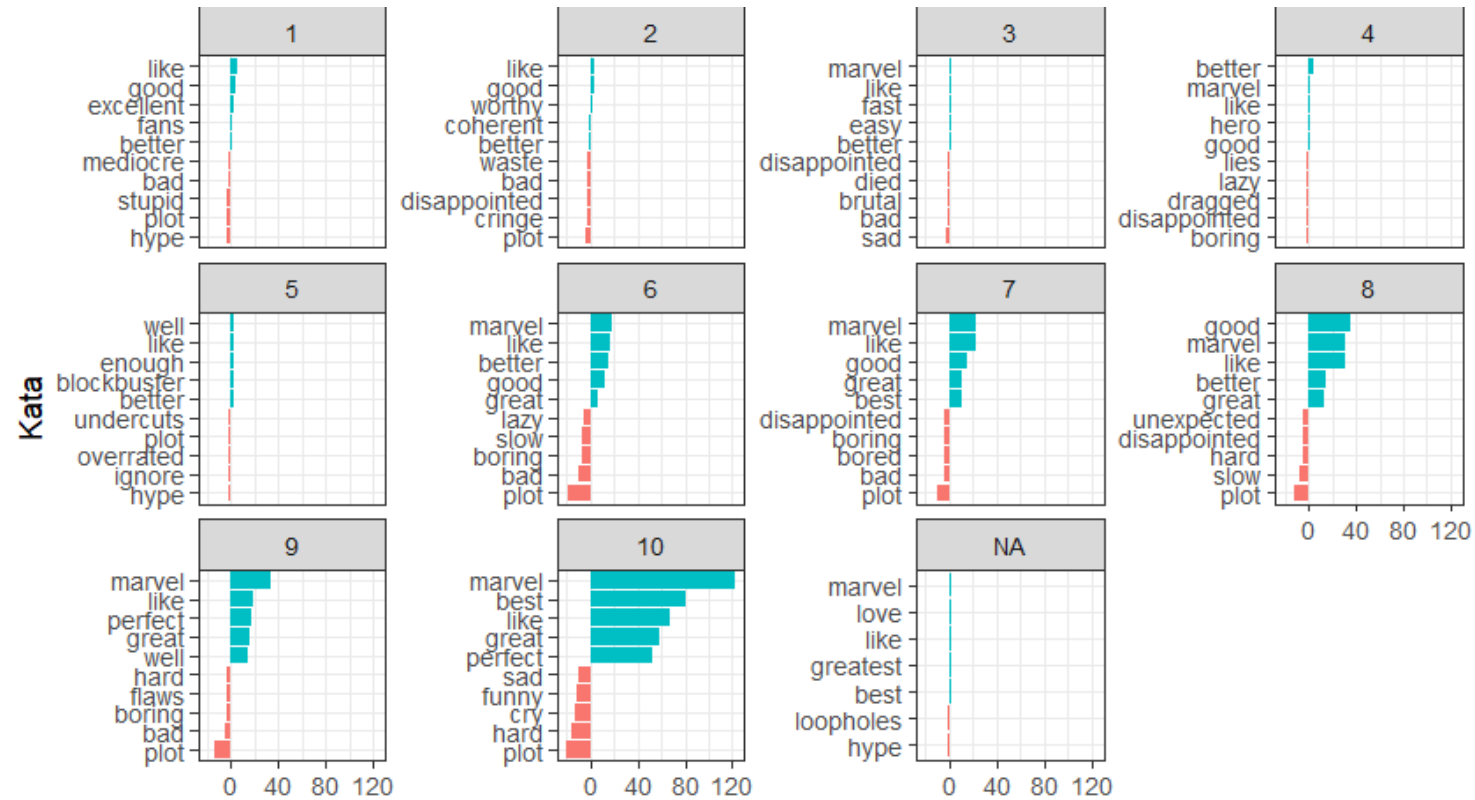 1
like
good
excellent
fans
better
mediocre
bad
stupid
plot
hype
2
like
good
worthy
coherent
better
waste
bad
disappointed
cringe
plot
3
marvel
like
fast
easy
better
disappointed
died
brutal
bad
sad
4
better
marvel
like
hero
good
lies
lazy
dragged
disappointed
boring
Kata
5
well
like
enough
blockbuster
better
undercuts
plot
overrated
ignore
hype
6
marvel
like
better
good
great
lazy
slow
boring
bad
plot
7
marvel
like
good
great
best
disappointed
boring
bored
bad
plot
8
good
marvel
like
better
great
unexpected
disappointed
hard
slow
plot
0 40 80 120
9
marvel
like
perfect
great
well
hard
flaws
boring
bad
plot
0 40 80 120
10
marvel
best
like
great
perfect
sad
funny
cry
hard
plot
0 40 80 120
NA
marvel
love
like
greatest
best
loopholes
hype
0 40 80 120